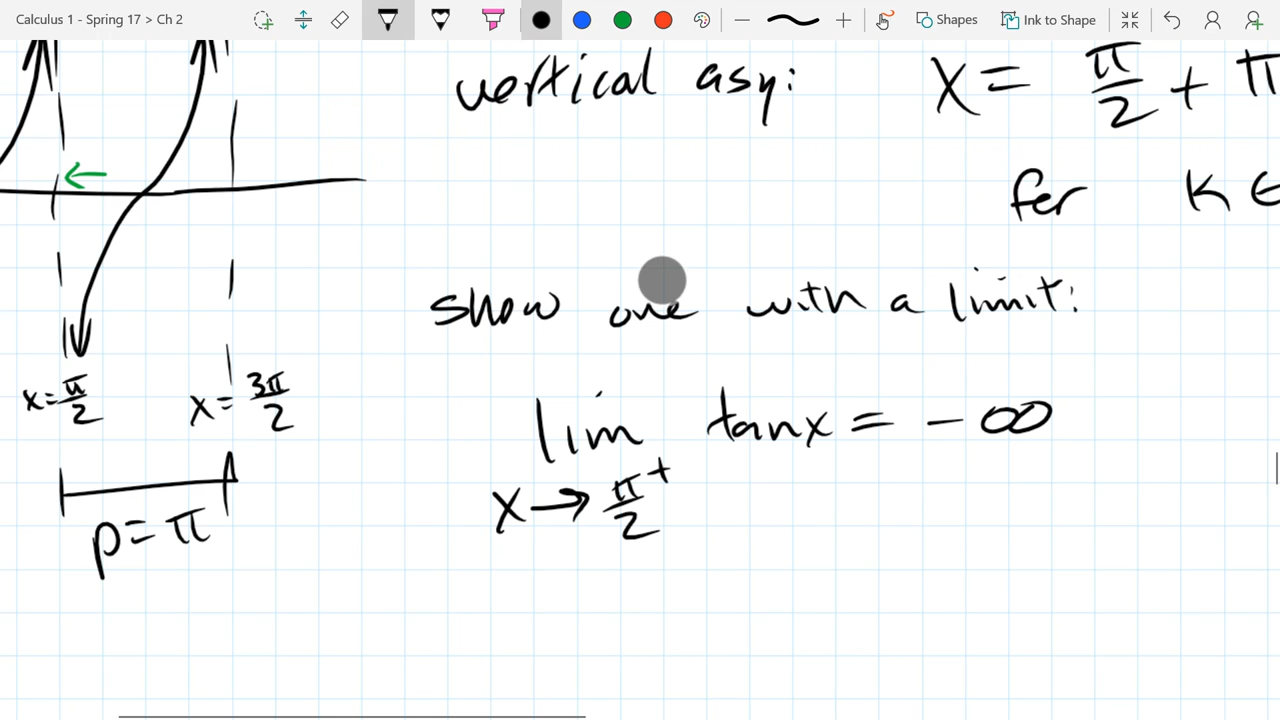 Calculus 1 - Spring 17 > Ch 2
Shapes
Ink to Shape
vertical asy: x = π/2 + π
for K ∈
show one with a limit:
x = π/2
x = 3π/2
lim tanx = - ∞
x → π/2⁺
p = π